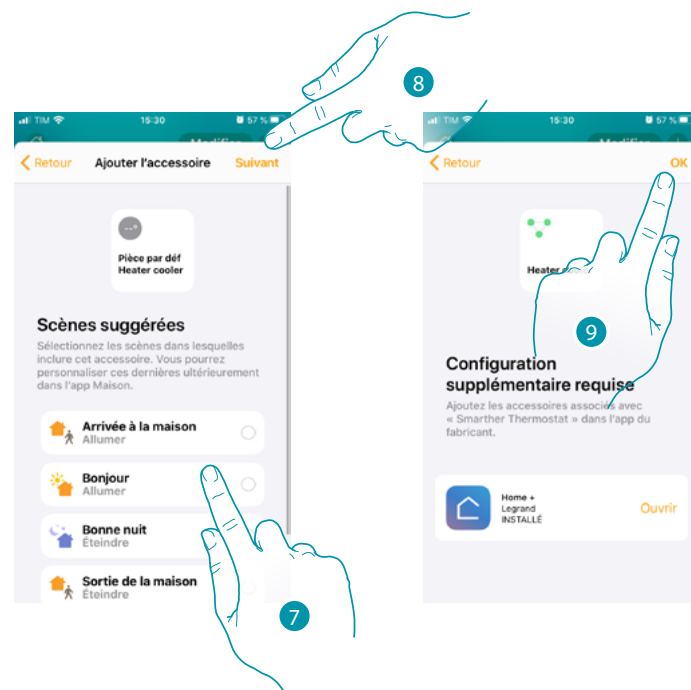 8
TIM
15:30
57 %
Modifier
Retour
Ajouter l'accessoire
Suivant
--°
Pièce par déf
Heater cooler
Scènes suggérées
Sélectionnez les scènes dans lesquelles
inclure cet accessoire. Vous pourrez
personnaliser ces dernières ultérieurement
dans l'app Maison.
Arrivée à la maison
Allumer
Bonjour
Allumer
Bonne nuit
Éteindre
Sortie de la maison
Éteindre
7
TIM
15:30
57 %
Modifier
Retour
OK
Heater cooler
9
Configuration
supplémentaire requise
Ajoutez les accessoires associés avec
« Smarther Thermostat » dans l'app du
fabricant.
Home +
Legrand
INSTALLÉ
Ouvrir